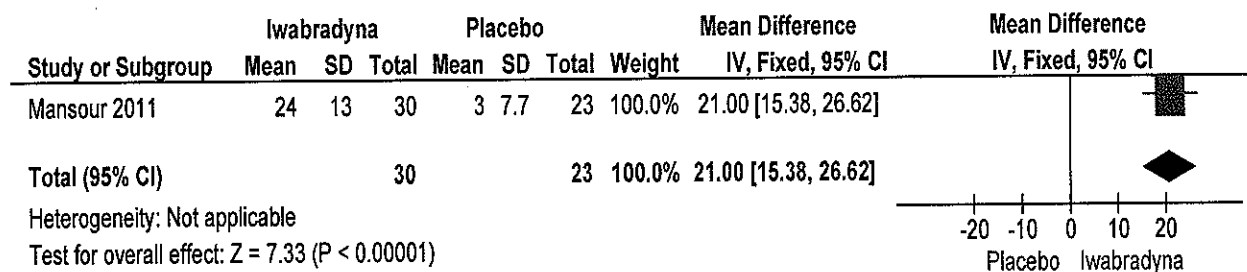 Iwabradyna Placebo Mean Difference Mean Difference
Study or Subgroup Mean SD Total Mean SD Total Weight IV, Fixed, 95% CI IV, Fixed, 95% CI
Mansour 2011 24 13 30 3 7.7 23 100.0% 21.00 [15.38, 26.62]
Total (95% CI) 30 23 100.0% 21.00 [15.38, 26.62]
Heterogeneity: Not applicable
Test for overall effect: Z = 7.33 (P < 0.00001)
-20 -10 0 10 20
Placebo Iwabradyna